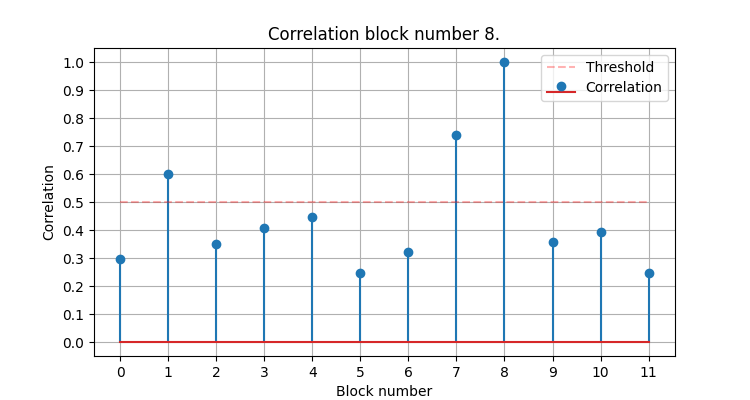 Correlation block number 8.
1.0
0.9
0.8
0.7
0.6
0.5
0.4
0.3
0.2
0.1
0.0
Correlation
Threshold
Correlation
0 1 2 3 4 5 6 7 8 9 10 11
Block number